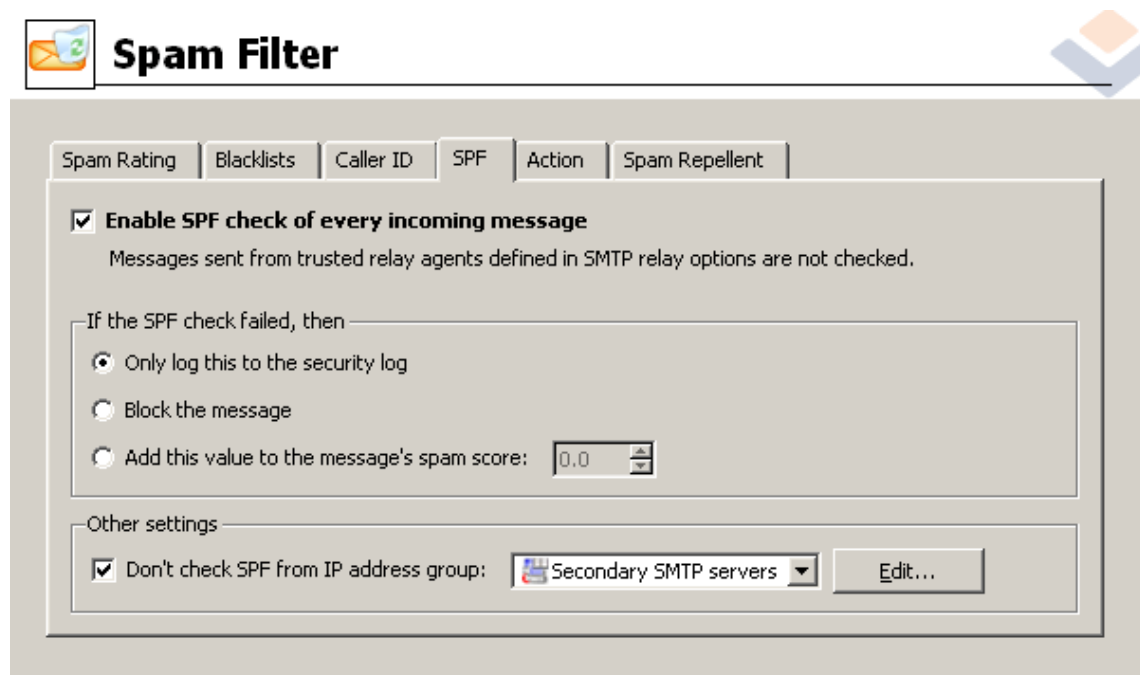 Spam Filter
Spam Rating Blacklists Caller ID SPF Action Spam Repellent
Enable SPF check of every incoming message
Messages sent from trusted relay agents defined in SMTP relay options are not checked.
If the SPF check failed, then
Only log this to the security log
Block the message
Add this value to the message's spam score: 0.0
Other settings
Don't check SPF from IP address group: Secondary SMTP servers Edit...